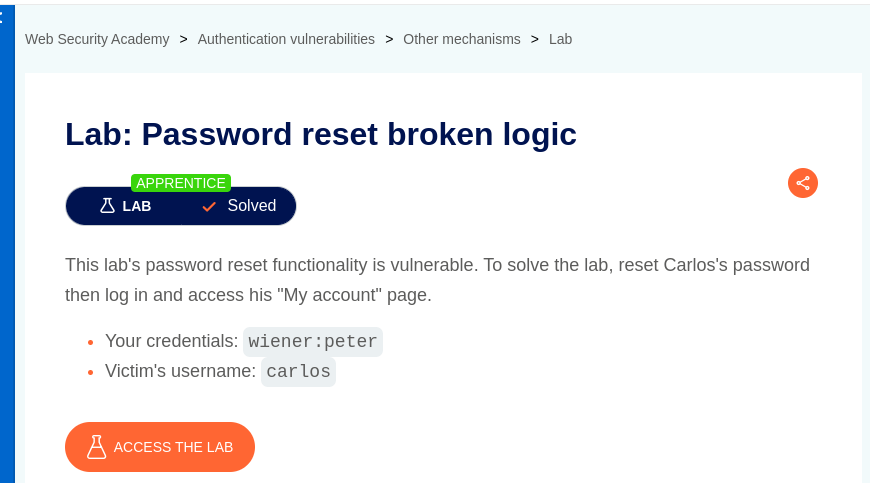 Web Security Academy > Authentication vulnerabilities > Other mechanisms > Lab
Lab: Password reset broken logic
APPRENTICE
LAB Solved
This lab's password reset functionality is vulnerable. To solve the lab, reset Carlos's password
then log in and access his "My account" page.
• Your credentials: wiener:peter
• Victim's username: carlos
ACCESS THE LAB